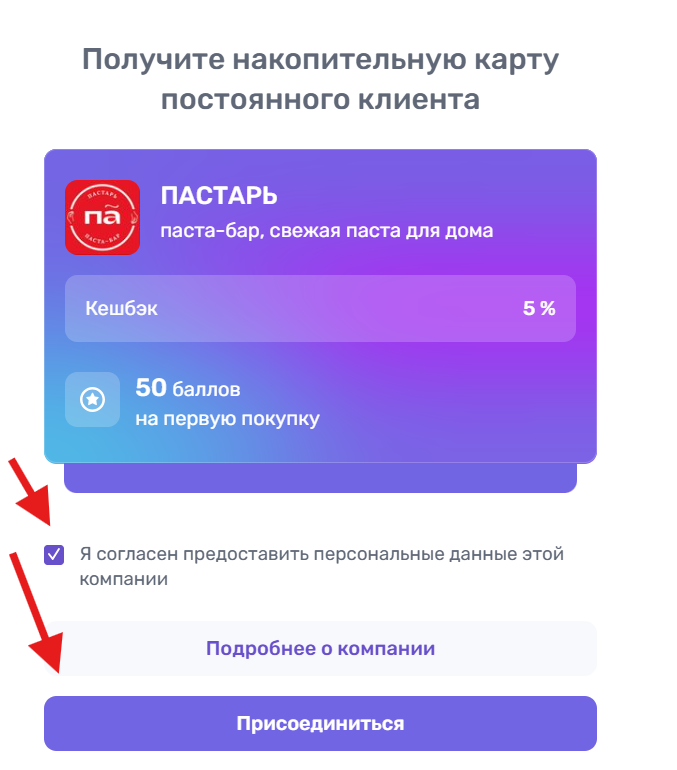 Получите накопительную карту
постоянного клиента
ПАСТАРЬ
па
ПАСТА-БАР
ПАСТАРЬ
паста-бар, свежая паста для дома
Кешбэк 5 %
50 баллов
на первую покупку
Я согласен предоставить персональные данные этой
компании
Подробнее о компании
Присоединиться